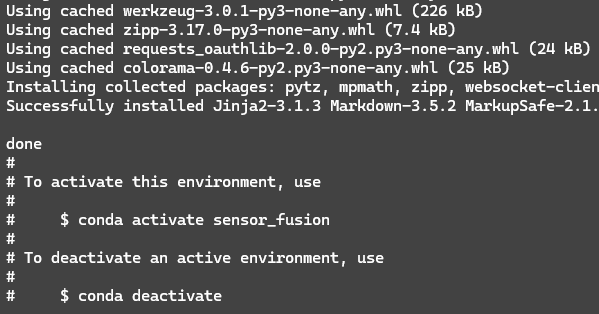 Using cached werkzeug-3.0.1-py3-none-any.whl (226 kB)
Using cached zipp-3.17.0-py3-none-any.whl (7.4 kB)
Using cached requests_oauthlib-2.0.0-py2.py3-none-any.whl (24 kB)
Using cached colorama-0.4.6-py2.py3-none-any.whl (25 kB)
Installing collected packages: pytz, mpmath, zipp, websocket-clien
Successfully installed Jinja2-3.1.3 Markdown-3.5.2 MarkupSafe-2.1.
done
#
# To activate this environment, use
#
#     $ conda activate sensor_fusion
#
# To deactivate an active environment, use
#
#     $ conda deactivate